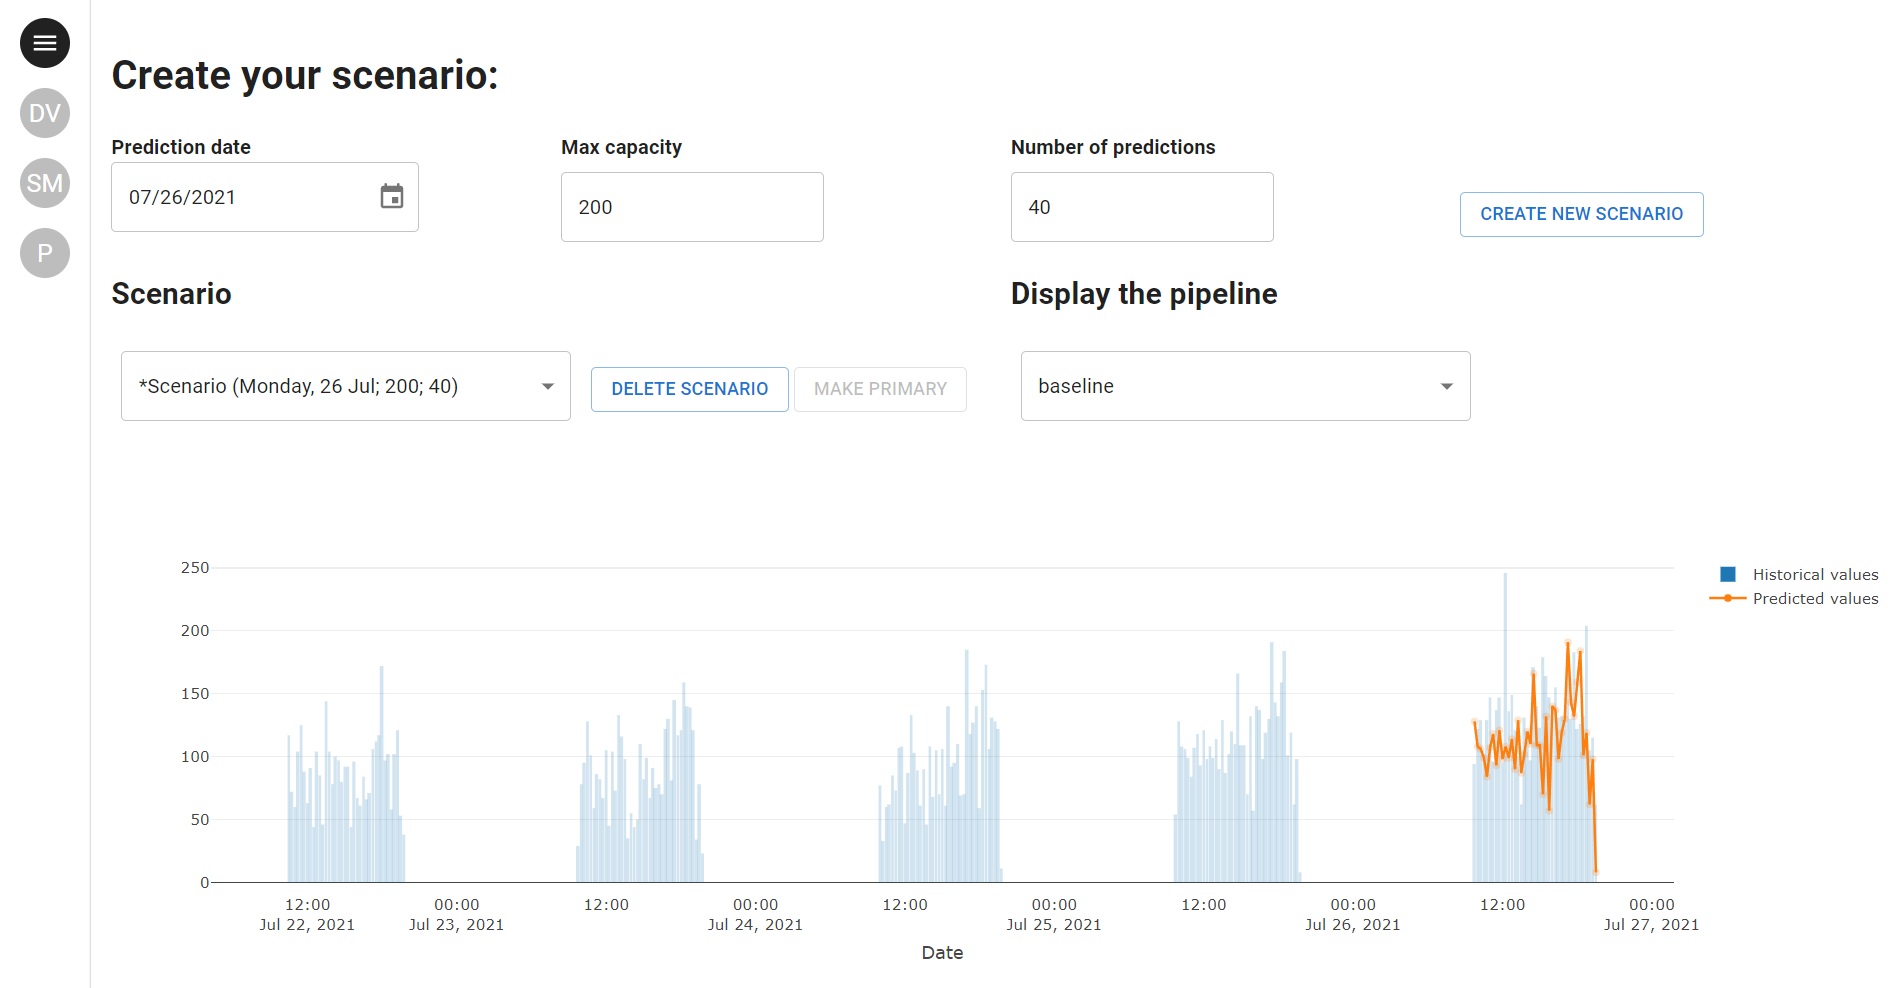 Create your scenario:
DV
SM
P
Prediction date
07/26/2021
Max capacity
200
Number of predictions
40
CREATE NEW SCENARIO
Scenario
*Scenario (Monday, 26 Jul; 200; 40)
DELETE SCENARIO
MAKE PRIMARY
Display the pipeline
baseline
250
200
150
100
50
0
12:00 00:00 12:00 00:00 12:00 00:00 12:00 00:00 12:00 00:00
Jul 22, 2021 Jul 23, 2021 Jul 24, 2021 Jul 25, 2021 Jul 26, 2021 Jul 27, 2021
Date
Historical values
Predicted values